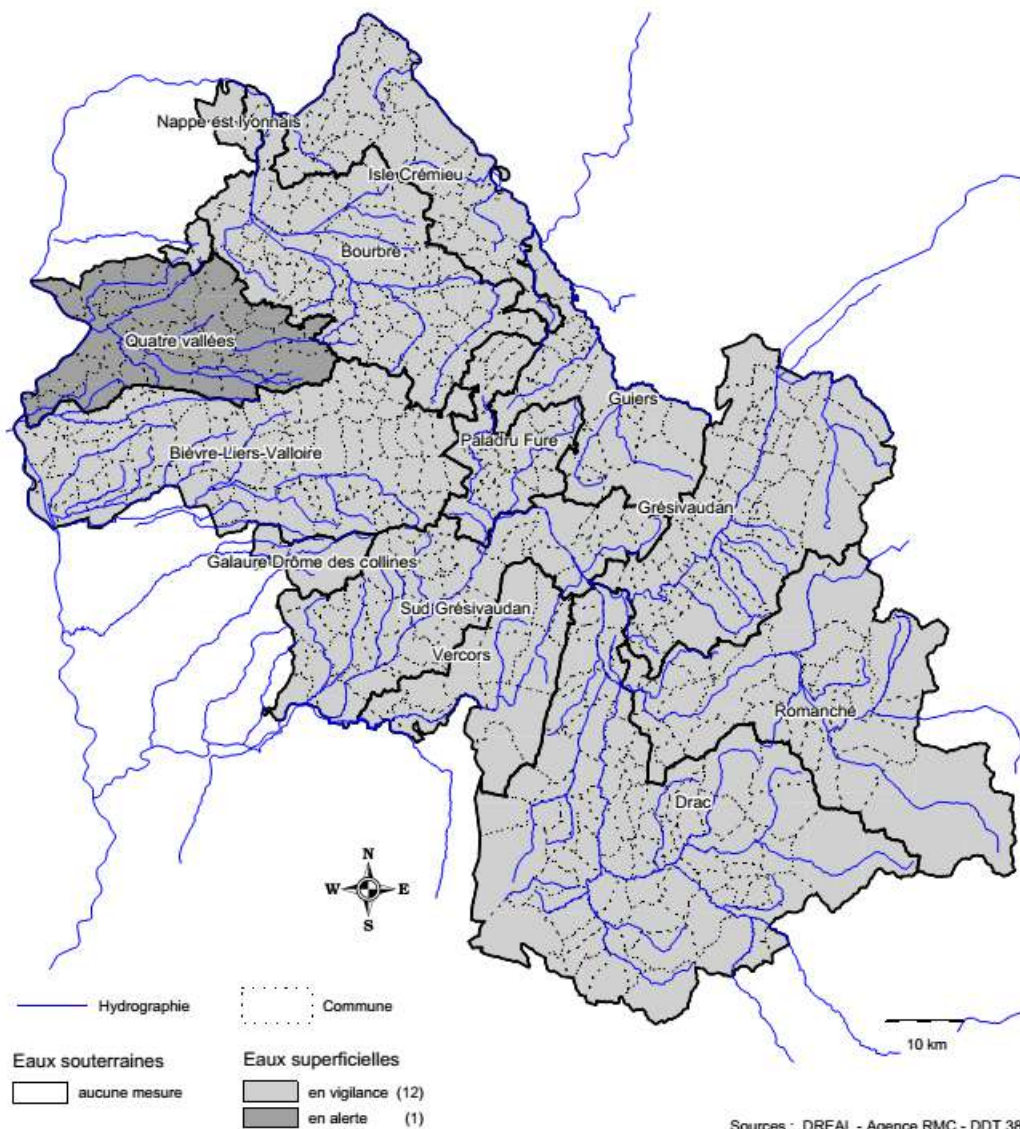 Nappe est lyonnais
Isle Crémieu
Bourbre
Quatre vallées
Guiers
Paladru Fure
Bièvre-Liers-Valloire
Grésivaudan
Galaure Drôme des collines
Sud Grésivaudan
Vercors
Romanche
Drac
N
W E
S
Hydrographie
Commune
10 km
Eaux souterraines
aucune mesure
Eaux superficielles
en vigilance (12)
en alerte (1)
Sources : DREAL - Agence RMC - DDT 38